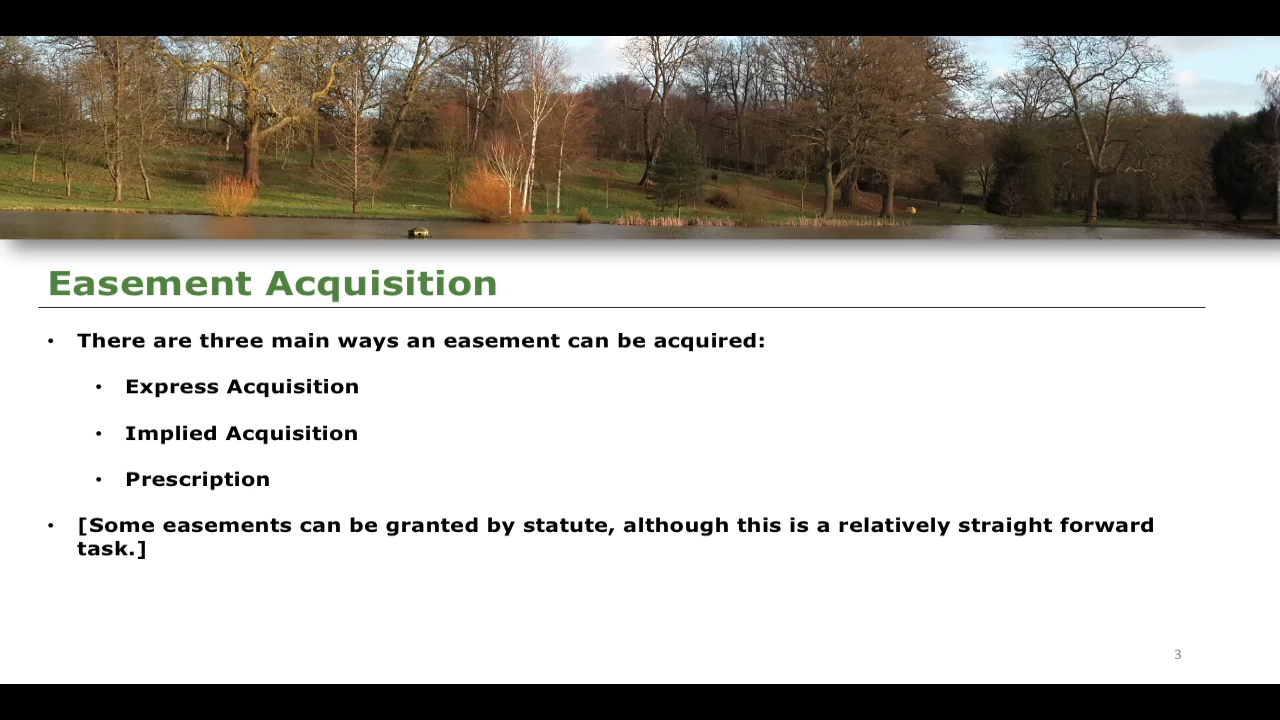 Easement Acquisition
• There are three main ways an easement can be acquired:
• Express Acquisition
• Implied Acquisition
• Prescription
• [Some easements can be granted by statute, although this is a relatively straight forward
task.]
3